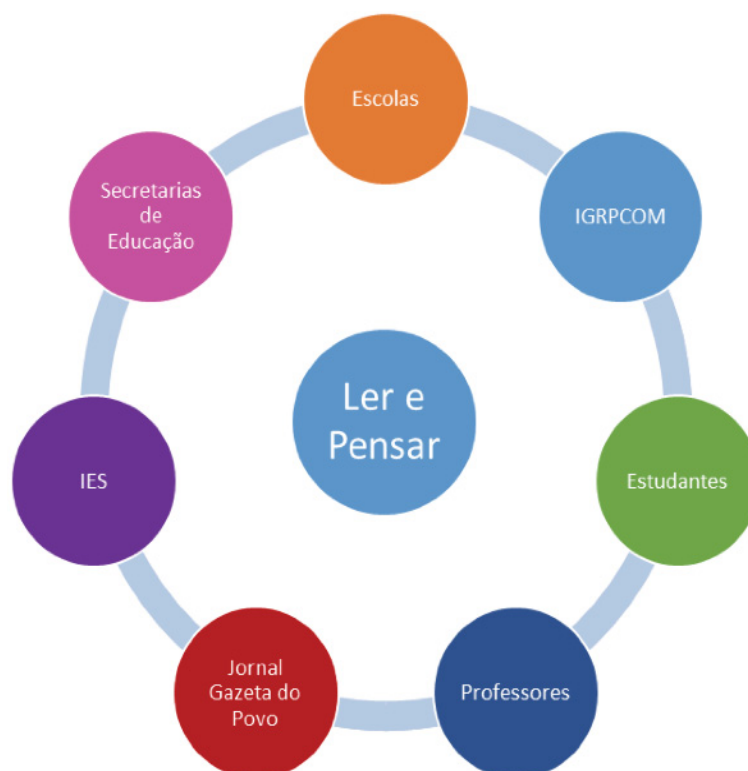 Escolas
IGRPCOM
Estudantes
Professores
Jornal
Gazeta do
Povo
IES
Secretarias
de
Educação
Ler e
Pensar